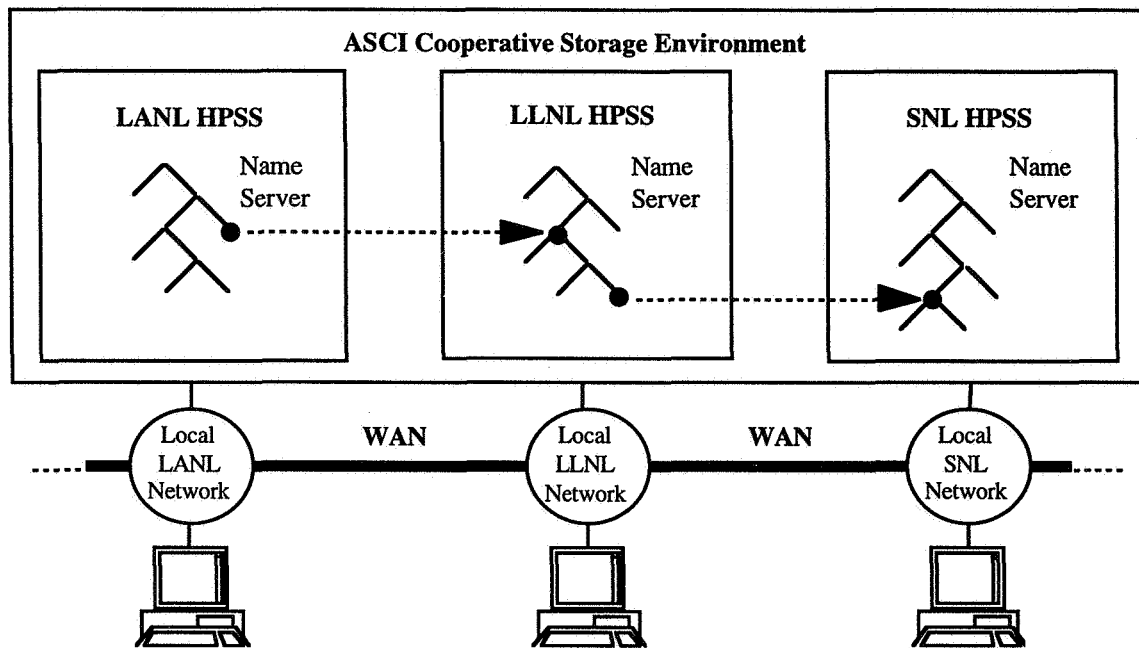 ASCI Cooperative Storage Environment
LANL HPSS
Name
Server
LLNL HPSS
Name
Server
SNL HPSS
Name
Server
Local
LANL
Network
WAN
Local
LLNL
Network
WAN
Local
SNL
Network